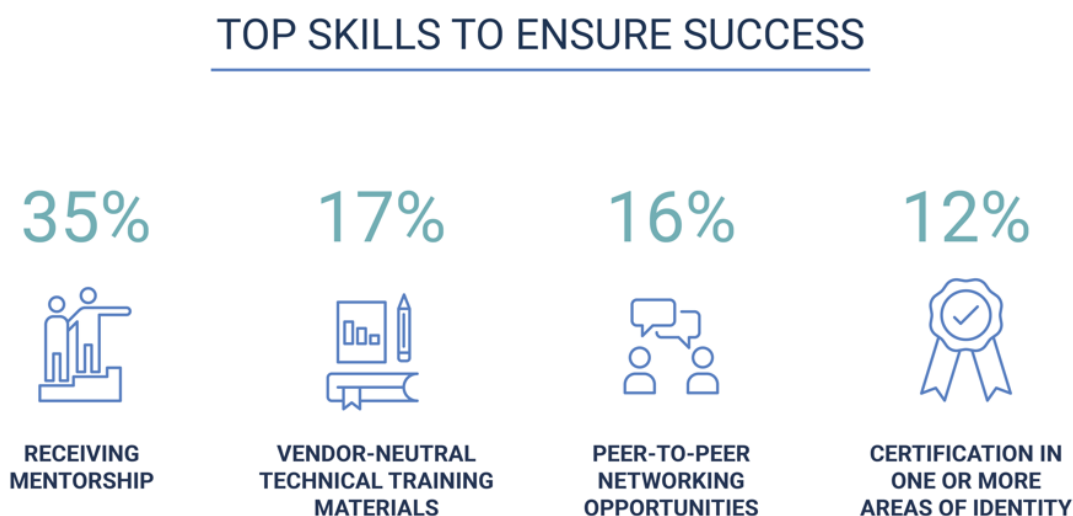 TOP SKILLS TO ENSURE SUCCESS
35%
17%
16%
12%
RECEIVING
MENTORSHIP
VENDOR-NEUTRAL
TECHNICAL TRAINING
MATERIALS
PEER-TO-PEER
NETWORKING
OPPORTUNITIES
CERTIFICATION IN
ONE OR MORE
AREAS OF IDENTITY